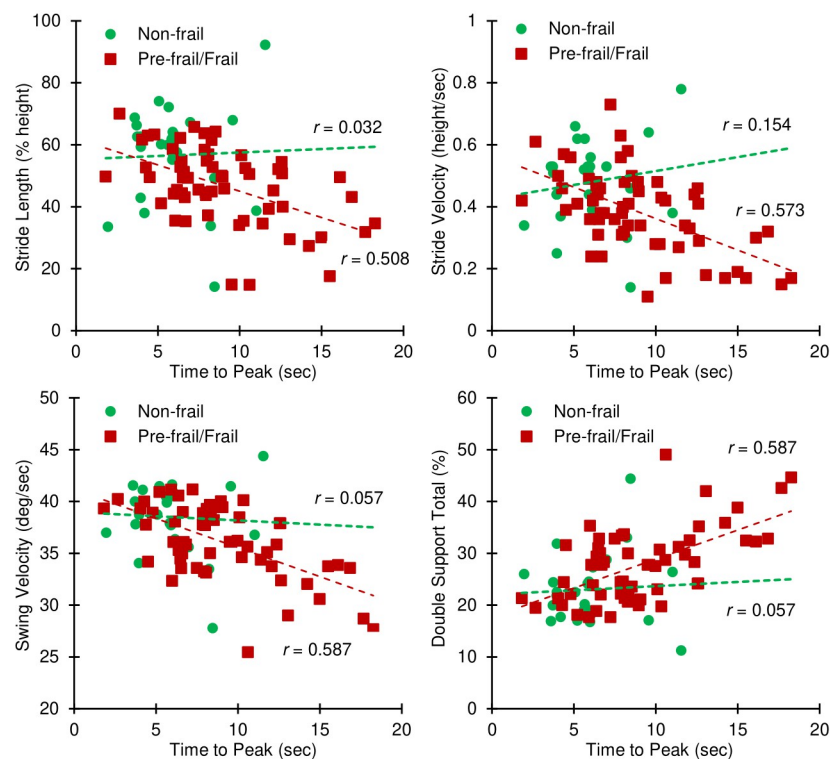 100
80
60
40
20
0
Stride Length (% height)
Non-frail
Pre-frail/Frail
r = 0.032
r = 0.508
0 5 10 15 20
Time to Peak (sec)
1
0.8
0.6
0.4
0.2
0
Stride Velocity (height/sec)
Non-frail
Pre-frail/Frail
r = 0.154
r = 0.573
0 5 10 15 20
Time to Peak (sec)
50
45
40
35
30
25
20
Swing Velocity (deg/sec)
Non-frail
Pre-frail/Frail
r = 0.057
r = 0.587
0 5 10 15 20
Time to Peak (sec)
60
50
40
30
20
10
0
Double Support Total (%)
Non-frail
Pre-frail/Frail
r = 0.587
r = 0.057
0 5 10 15 20
Time to Peak (sec)